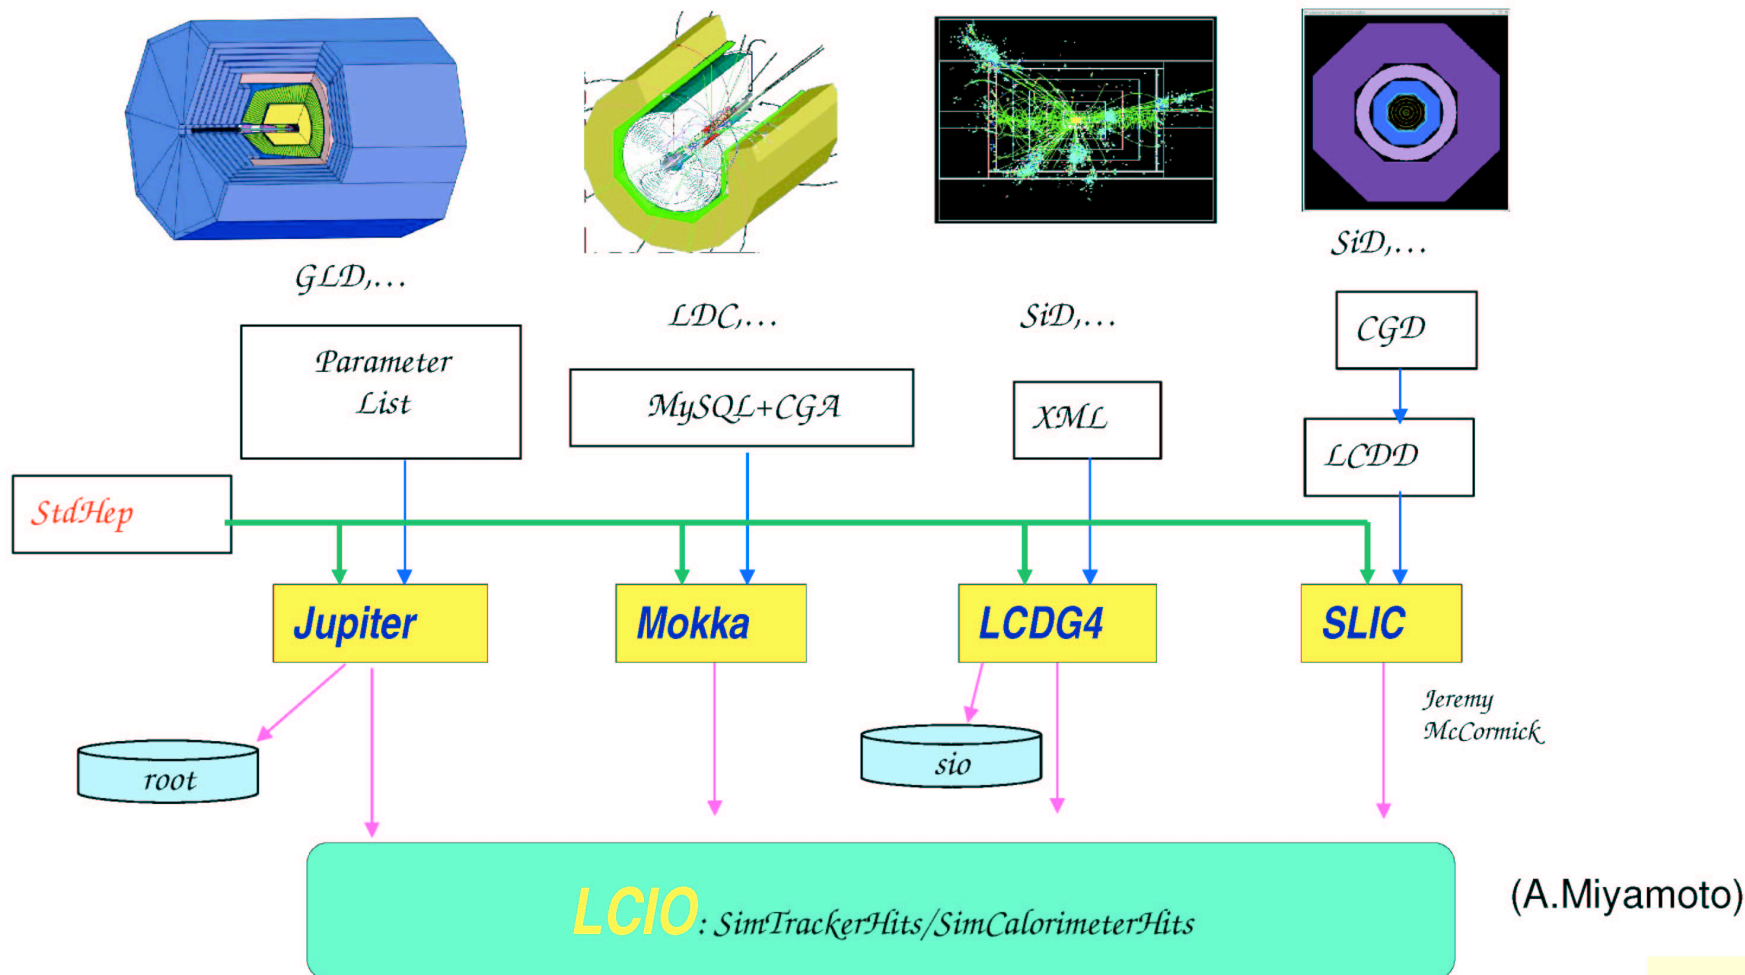 GLD,...
LDC,...
SiD,...
SiD,...
Parameter
List
MySQL+CGA
XML
CGD
LCDD
StdHep
Jupiter
Mokka
LCDG4
SLIC
Jeremy
McCormick
root
sio
LCIO: SimTrackerHits/SimCalorimeterHits
(A.Miyamoto)